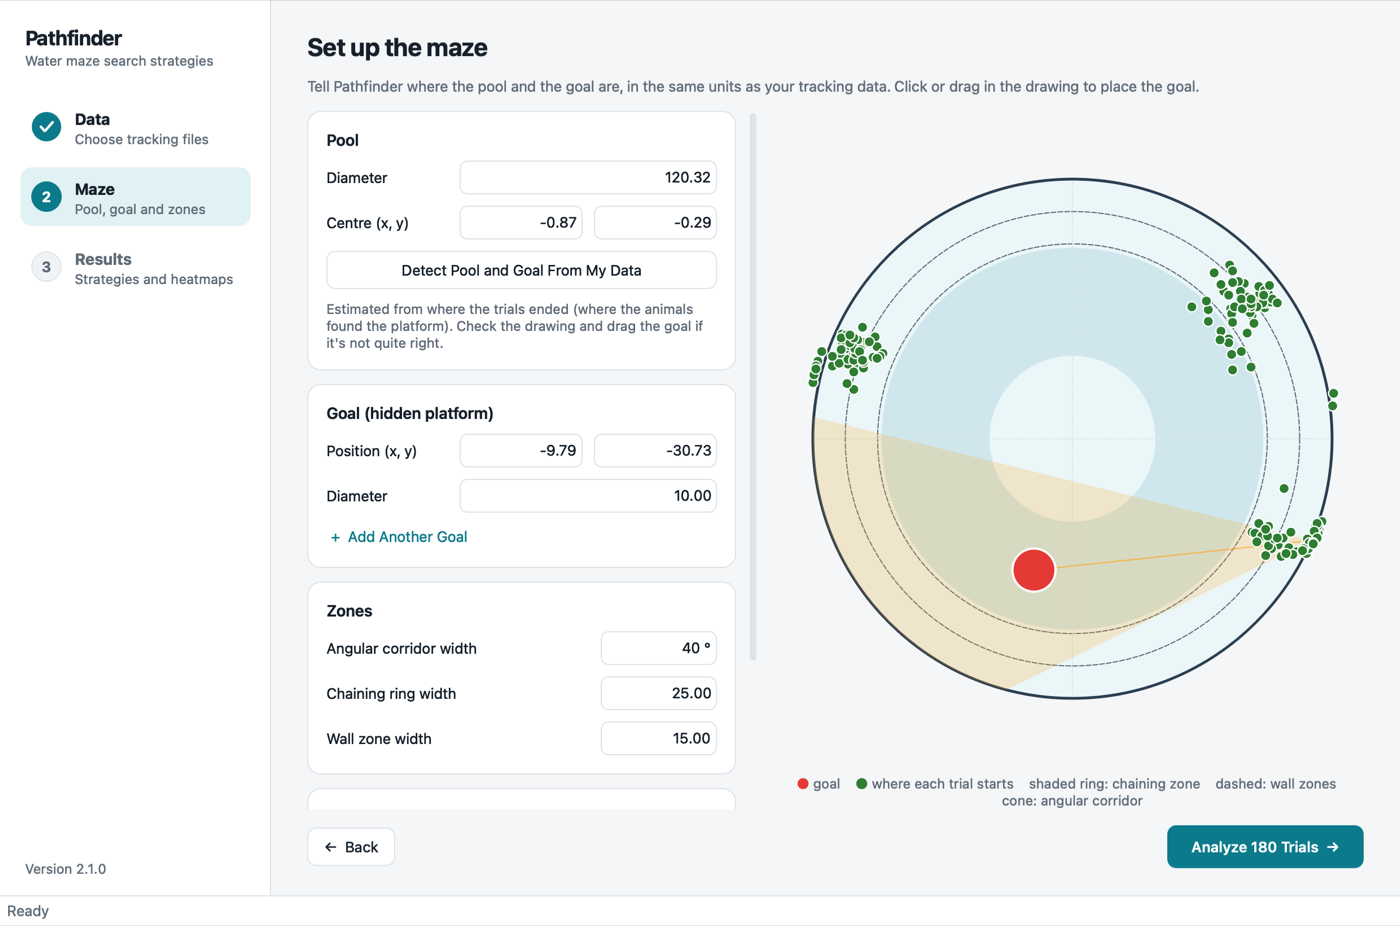 Pathfinder
Water maze search strategies
Data
Choose tracking files
2
Maze
Pool, goal and zones
3
Results
Strategies and heatmaps
Version 2.1.0
Set up the maze
Tell Pathfinder where the pool and the goal are, in the same units as your tracking data. Click or drag in the drawing to place the goal.
Pool
Diameter 120.32
Centre (x, y) -0.87 -0.29
Detect Pool and Goal From My Data
Estimated from where the trials ended (where the animals
found the platform). Check the drawing and drag the goal if
it's not quite right.
Goal (hidden platform)
Position (x, y) -9.79 -30.73
Diameter 10.00
+ Add Another Goal
Zones
Angular corridor width 40 °
Chaining ring width 25.00
Wall zone width 15.00
goal where each trial starts shaded ring: chaining zone dashed: wall zones
cone: angular corridor
← Back
Analyze 180 Trials →
Ready